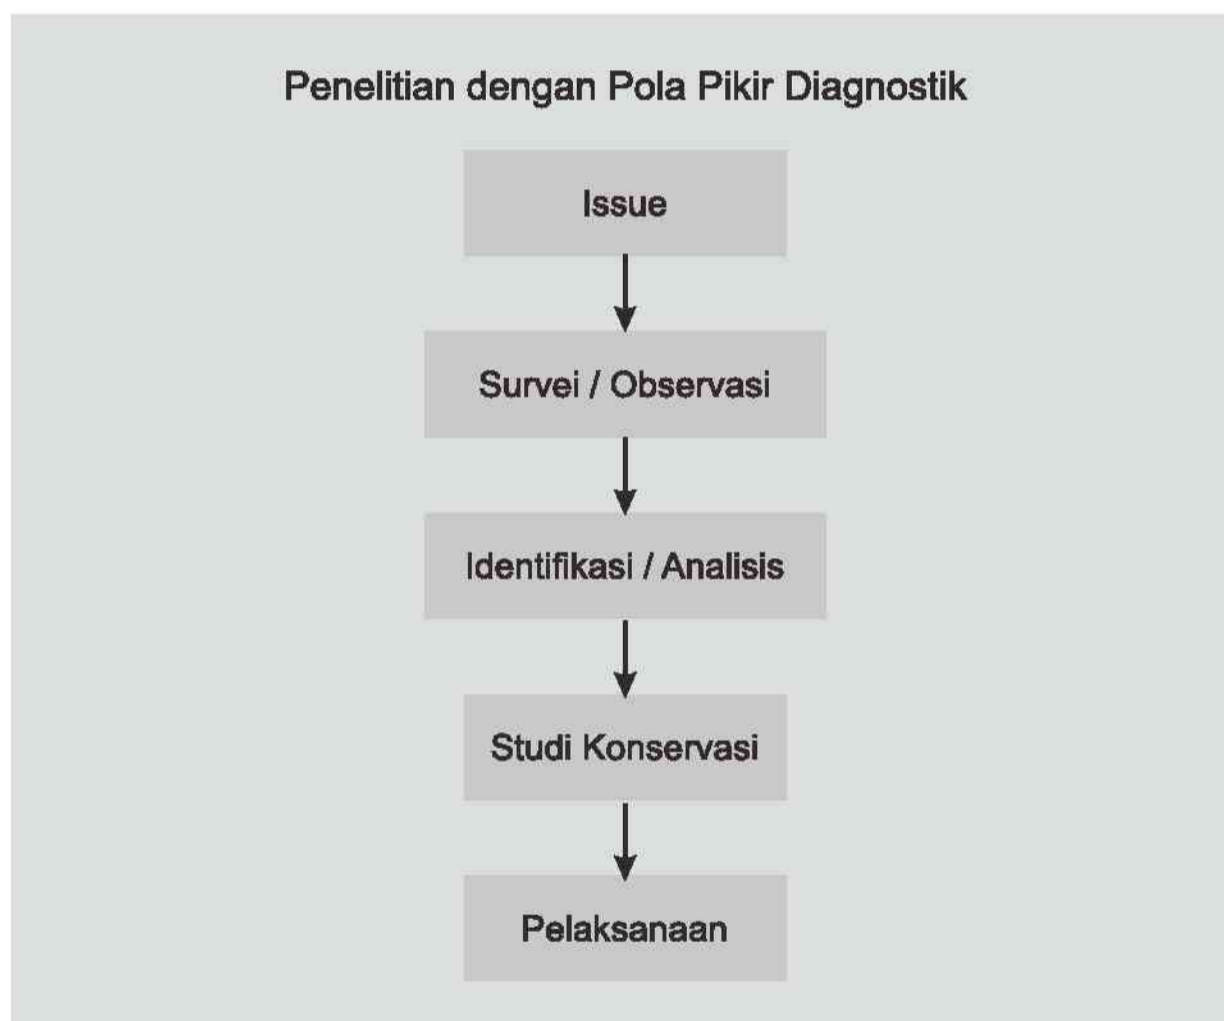 Penelitian dengan Pola Pikir Diagnostik
Issue
Survei / Observasi
Identifikasi / Analisis
Studi Konservasi
Pelaksanaan